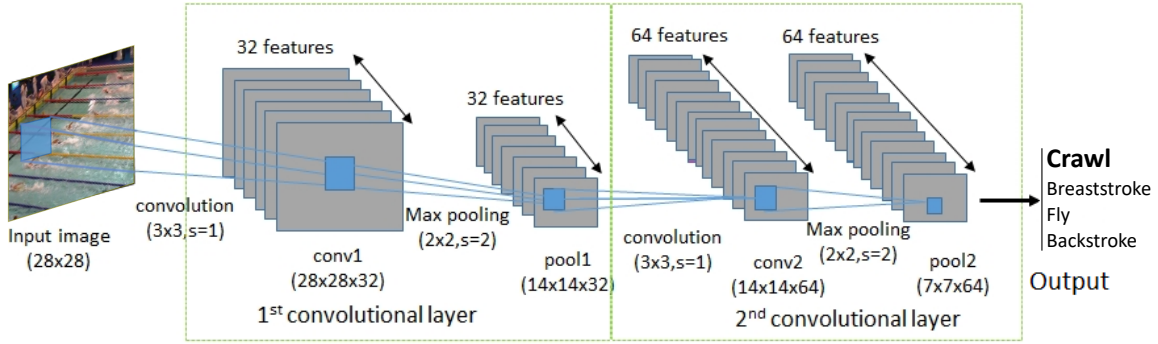 Input image
(28x28)
convolution
(3x3,s=1)
32 features
conv1
(28x28x32)
Max pooling
(2x2,s=2)
32 features
pool1
(14x14x32)
1st convolutional layer
convolution
(3x3,s=1)
64 features
conv2
(14x14x64)
Max pooling
(2x2,s=2)
64 features
pool2
(7x7x64)
2nd convolutional layer
Crawl
Breaststroke
Fly
Backstroke
Output